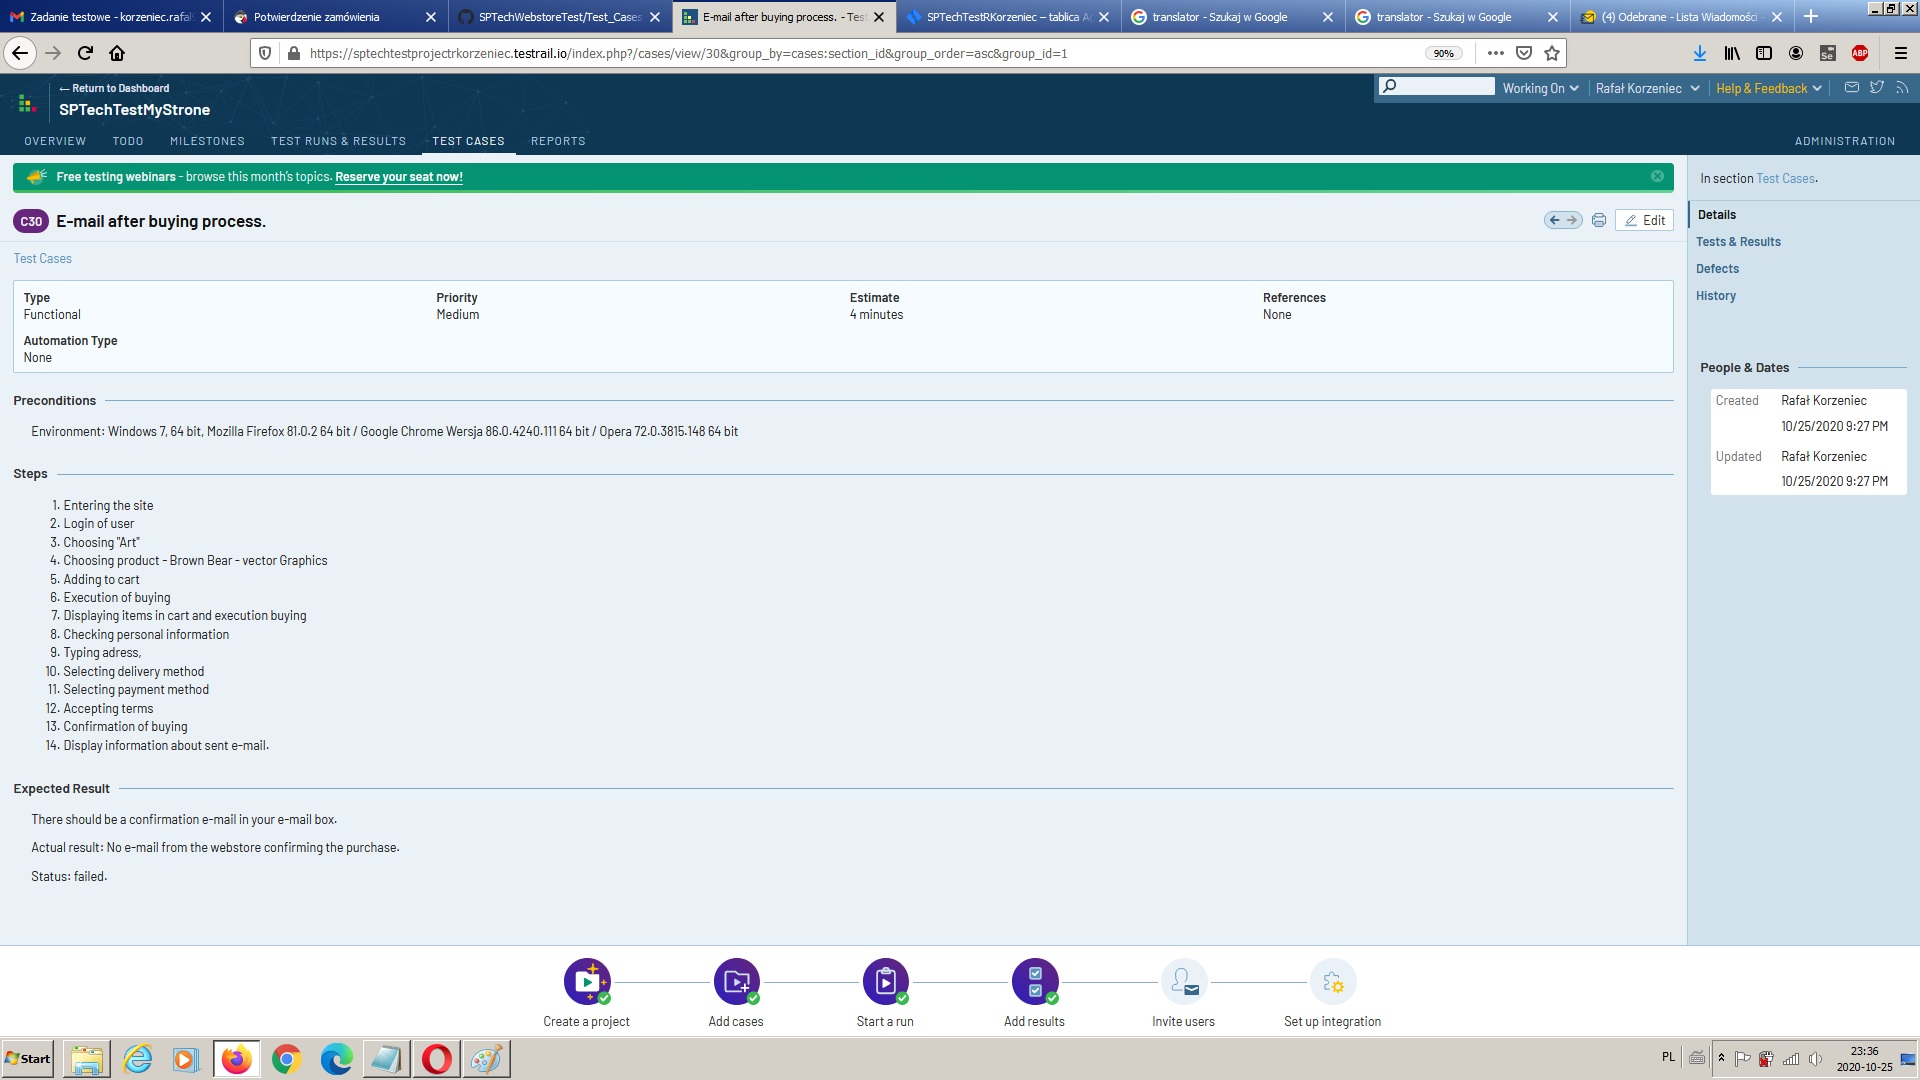 Zadanie testowe - korzeniec.rafal
Potwierdzenie zamówienia
SPTechWebstoreTest/Test_Cases
E-mail after buying process. - Tes
SPTechTestRKorzeniec – tablica Ag
translator - Szukaj w Google
translator - Szukaj w Google
(4) Odebrane - Lista Wiadomości -
https://sptechtestprojectrkorzeniec.testrail.io/index.php?/cases/view/30&group_by=cases:section_id&group_order=asc&group_id=1
90%
Se
ABP
← Return to Dashboard
SPTechTestMyStrone
Working On
Rafał Korzeniec
Help & Feedback
OVERVIEW
TODO
MILESTONES
TEST RUNS & RESULTS
TEST CASES
REPORTS
ADMINISTRATION
Free testing webinars - browse this month's topics. Reserve your seat now!
In section Test Cases.
C30 E-mail after buying process.
Edit
Details
Tests & Results
Defects
History
Test Cases
Type
Functional
Priority
Medium
Estimate
4 minutes
References
None
Automation Type
None
People & Dates
Created
Rafał Korzeniec
10/25/2020 9:27 PM
Updated
Rafał Korzeniec
10/25/2020 9:27 PM
Preconditions
Environment: Windows 7, 64 bit, Mozilla Firefox 81.0.2 64 bit / Google Chrome Wersja 86.0.4240.111 64 bit / Opera 72.0.3815.148 64 bit
Steps
1. Entering the site
2. Login of user
3. Choosing "Art"
4. Choosing product - Brown Bear - vector Graphics
5. Adding to cart
6. Execution of buying
7. Displaying items in cart and execution buying
8. Checking personal information
9. Typing adress,
10. Selecting delivery method
11. Selecting payment method
12. Accepting terms
13. Confirmation of buying
14. Display information about sent e-mail.
Expected Result
There should be a confirmation e-mail in your e-mail box.
Actual result: No e-mail from the webstore confirming the purchase.
Status: failed.
Create a project
Add cases
Start a run
Add results
Invite users
Set up integration
Start
PL
23:36
2020-10-25